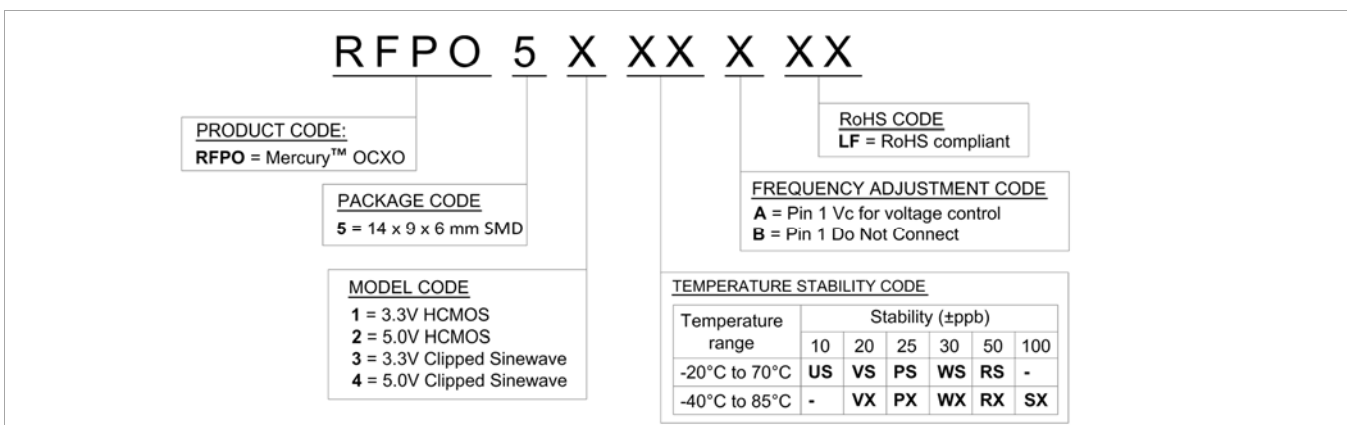 RFPO 5 X XX X XX
PRODUCT CODE:
RFPO = Mercury™ OCXO
PACKAGE CODE
5 = 14 x 9 x 6 mm SMD
MODEL CODE
1 = 3.3V HCMOS
2 = 5.0V HCMOS
3 = 3.3V Clipped Sinewave
4 = 5.0V Clipped Sinewave
RoHS CODE
LF = RoHS compliant
FREQUENCY ADJUSTMENT CODE
A = Pin 1 Vc for voltage control
B = Pin 1 Do Not Connect
TEMPERATURE STABILITY CODE
Temperature range Stability (±ppb)
10 20 25 30 50 100
-20°C to 70°C US VS PS WS RS -
-40°C to 85°C - VX PX WX RX SX